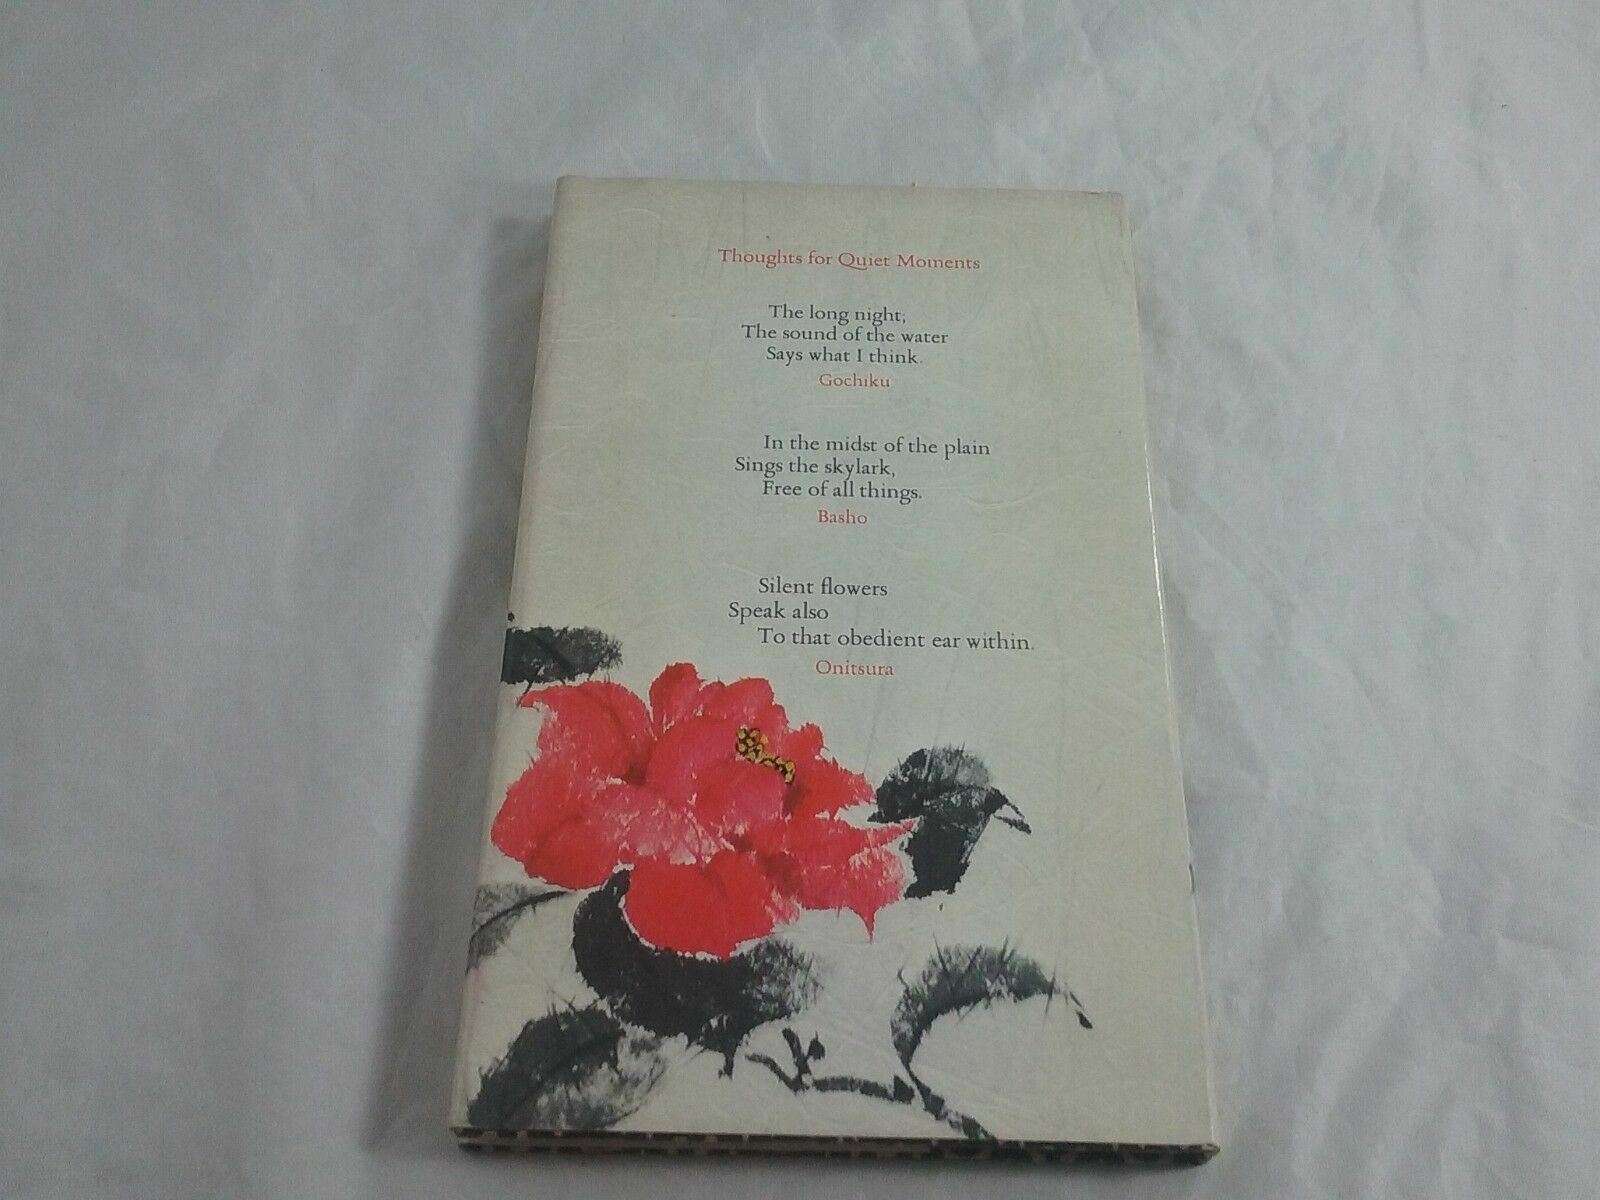 Thoughts for Quiet Moments
The long night;
The sound of the water
Says what I think.
Gochiku
In the midst of the plain
Sings the skylark,
Free of all things.
Basho
Silent flowers
Speak also
To that obedient ear within.
Onitsura